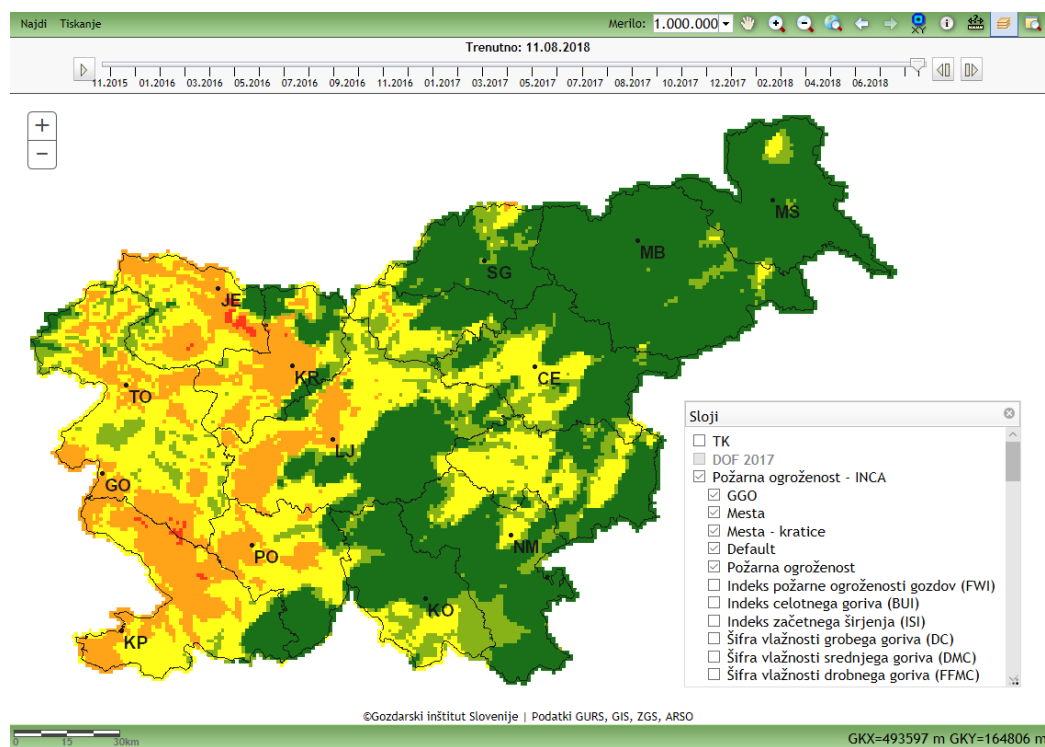 Najdi Tiskanje Merilo: 1.000.000
Trenutno: 11.08.2018
11.2015 01.2016 03.2016 05.2016 07.2016 09.2016 11.2016 01.2017 03.2017 05.2017 07.2017 08.2017 10.2017 12.2017 02.2018 04.2018 06.2018
+
−
MS
MB
SG
JE
KR
CE
TO
LJ
GO
NM
PO
KO
KP
Sloji
TK
DOF 2017
Požarna ogroženost - INCA
GGO
Mesta
Mesta - kratice
Default
Požarna ogroženost
Indeks požarne ogroženosti gozdov (FWI)
Indeks celotnega goriva (BUI)
Indeks začetnega širjenja (ISI)
Šifra vlažnosti grobega goriva (DC)
Šifra vlažnosti srednjega goriva (DMC)
Šifra vlažnosti drobnega goriva (FFMC)
©Gozdarski inštitut Slovenije | Podatki GURS, GIS, ZGS, ARSO
0 15 30km
GKX=493597 m GKY=164806 m